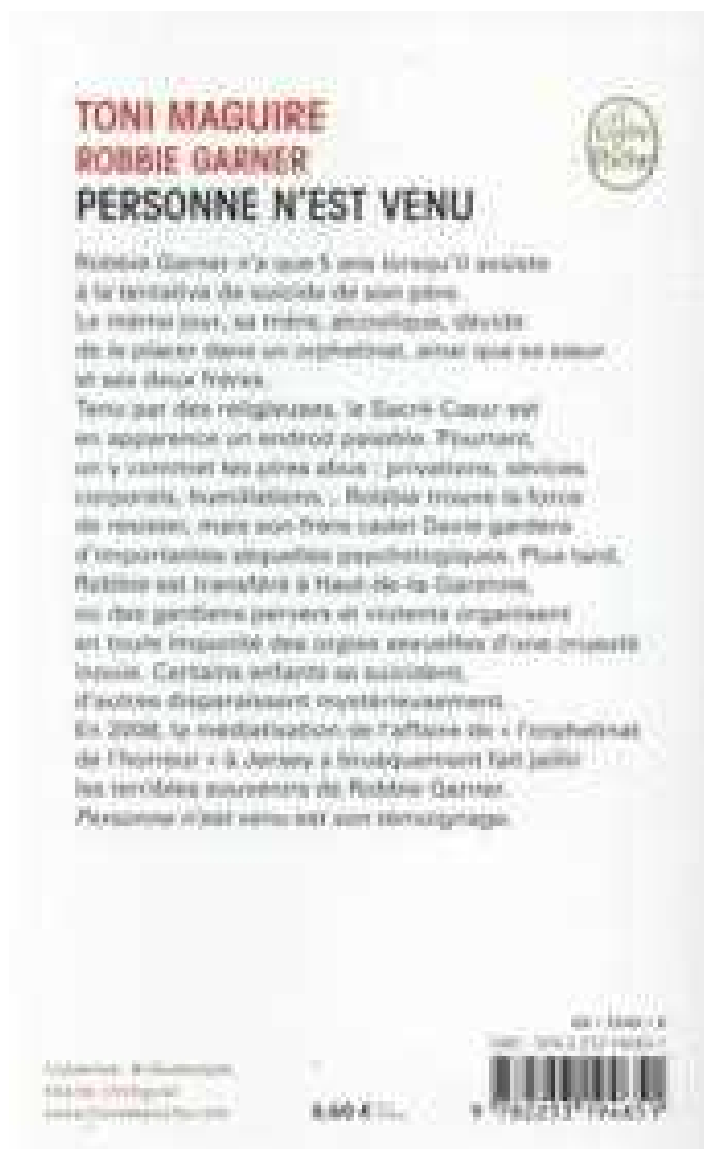 TONI MAGUIRE
ROBBIE GARNER
PERSONNE N'EST VENU
Le Livre de Poche
Robbie Garner n'a que 5 ans lorsqu'il assiste
à la tentative de suicide de son père.
Le même jour, sa mère, alcoolique, décide
de le placer dans un orphelinat, ainsi que sa sœur
et ses deux frères.
Tenu par des religieuses, le Sacré-Cœur est
en apparence un endroit paisible. Pourtant,
on y commet les pires abus : privations, sévices
corporels, humiliations... Robbie trouve la force
de résister, mais son frère cadet Davie gardera
d'importantes séquelles psychologiques. Plus tard,
Robbie est transféré à Haut-de-la-Garenne,
où des gardiens pervers et violents organisent
en toute impunité des orgies sexuelles d'une cruauté
inouïe. Certains enfants se suicident,
d'autres disparaissent mystérieusement.
En 2008, la médiatisation de l'affaire de « l'orphelinat
de l'horreur » à Jersey a brusquement fait jaillir
les terribles souvenirs de Robbie Garner.
Personne n'est venu est son témoignage.
6,60 €